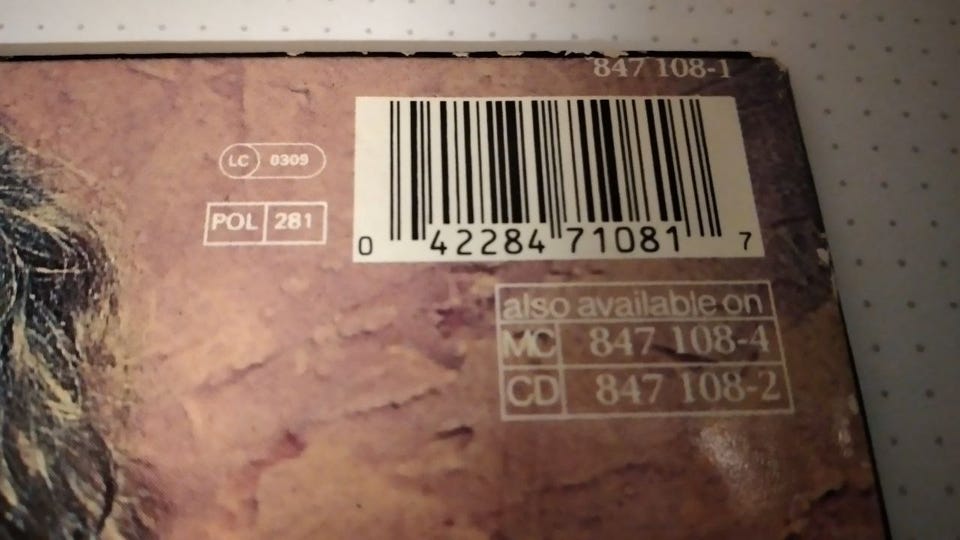 847 108-1
LC 0309
POL 281
0 42284 71081 7
also available on
MC 847 108-4
CD 847 108-2